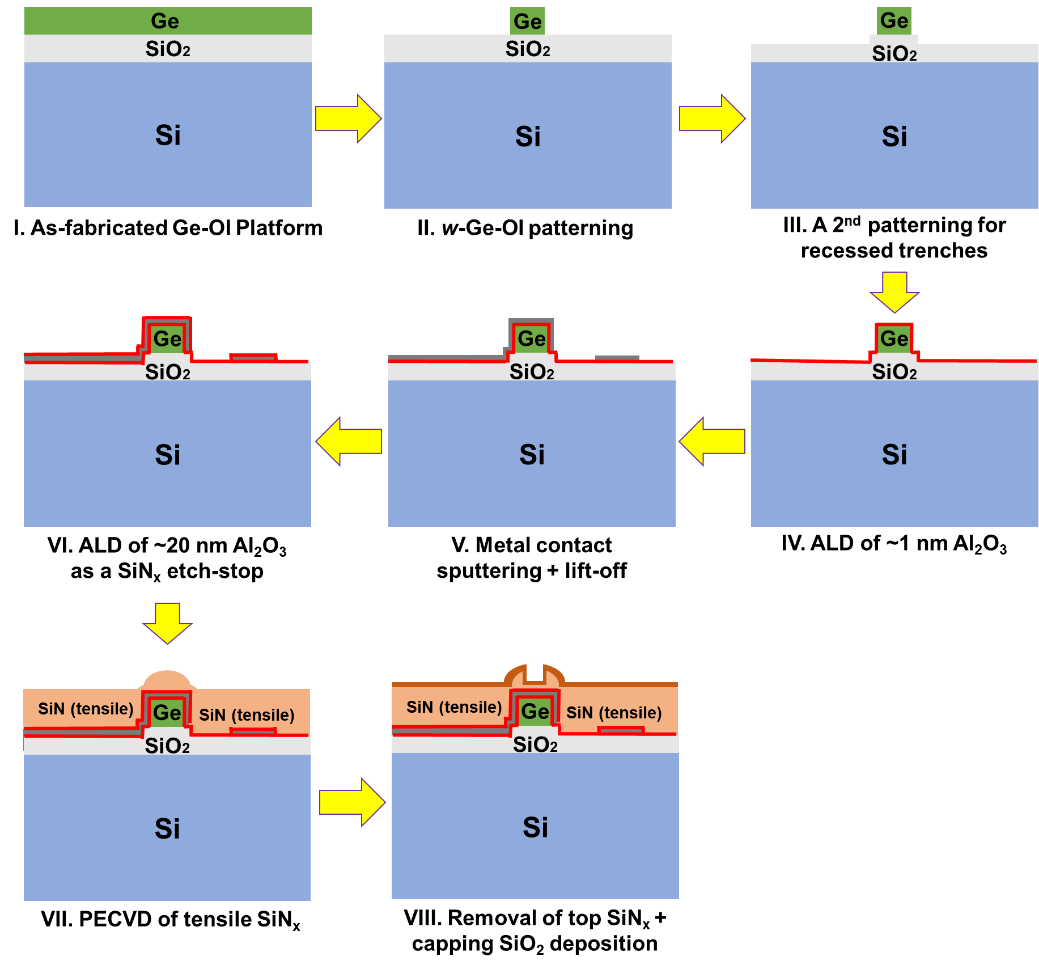 Ge
SiO2
Si
I. As-fabricated Ge-OI Platform
Ge
SiO2
Si
II. w-Ge-OI patterning
Ge
SiO2
Si
III. A 2nd patterning for
recessed trenches
Ge
SiO2
Si
VI. ALD of ~20 nm Al2O3
as a SiNx etch-stop
Ge
SiO2
Si
V. Metal contact
sputtering + lift-off
Ge
SiO2
Si
IV. ALD of ~1 nm Al2O3
SiN (tensile)
Ge
SiN (tensile)
SiO2
Si
VII. PECVD of tensile SiNx
SiN (tensile)
Ge
SiN (tensile)
SiO2
Si
VIII. Removal of top SiNx +
capping SiO2 deposition